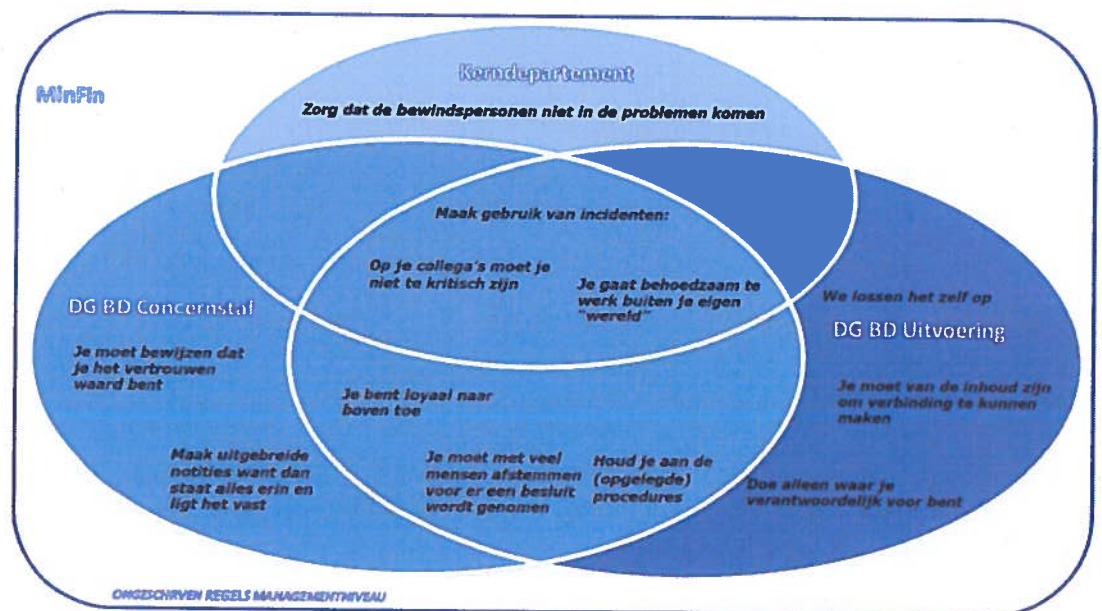 Kerndepartement
MinFin
Zorg dat de bewindspersonen niet in de problemen komen
Maak gebruik van incidenten:
Op je collega's moet je
niet te kritisch zijn
Je gaat behoedzaam te
werk buiten je eigen
"wereld"
DG BD Concernstaf
Je moet bewijzen dat
je het vertrouwen
waard bent
Maak uitgebreide
notities want dan
staat alles erin en
ligt het vast
Je bent loyaal naar
boven toe
Je moet met veel
mensen afstemmen
voor er een besluit
wordt genomen
Houd je aan de
(opgelegde)
procedures
We lossen het zelf op
DG BD Uitvoering
Je moet van de inhoud zijn
om verbinding te kunnen
maken
Doe alleen waar je
verantwoordelijk voor bent
ONGESCHRVEN REGELS MANAGEMENTNIVEAU